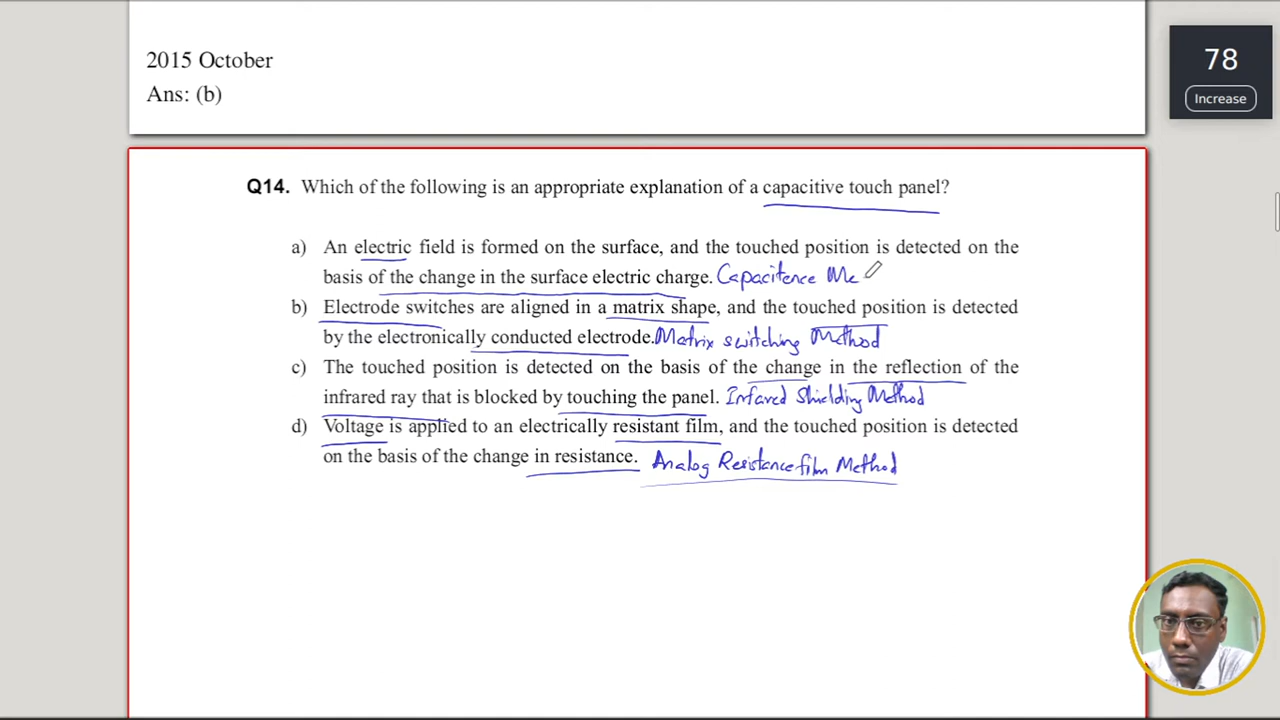 2015 October
78
Ans: (b)
Increase
Q14. Which of the following is an appropriate explanation of a capacitive touch panel?
a) An electric field is formed on the surface, and the touched position is detected on the
basis of the change in the surface electric charge. Capacitence Me
b) Electrode switches are aligned in a matrix shape, and the touched position is detected
by the electronically conducted electrode. Matrix switching Method
c) The touched position is detected on the basis of the change in the reflection of the
infrared ray that is blocked by touching the panel. Infared Shielding Method
d) Voltage is applied to an electrically resistant film, and the touched position is detected
on the basis of the change in resistance. Analog Resistance film Method